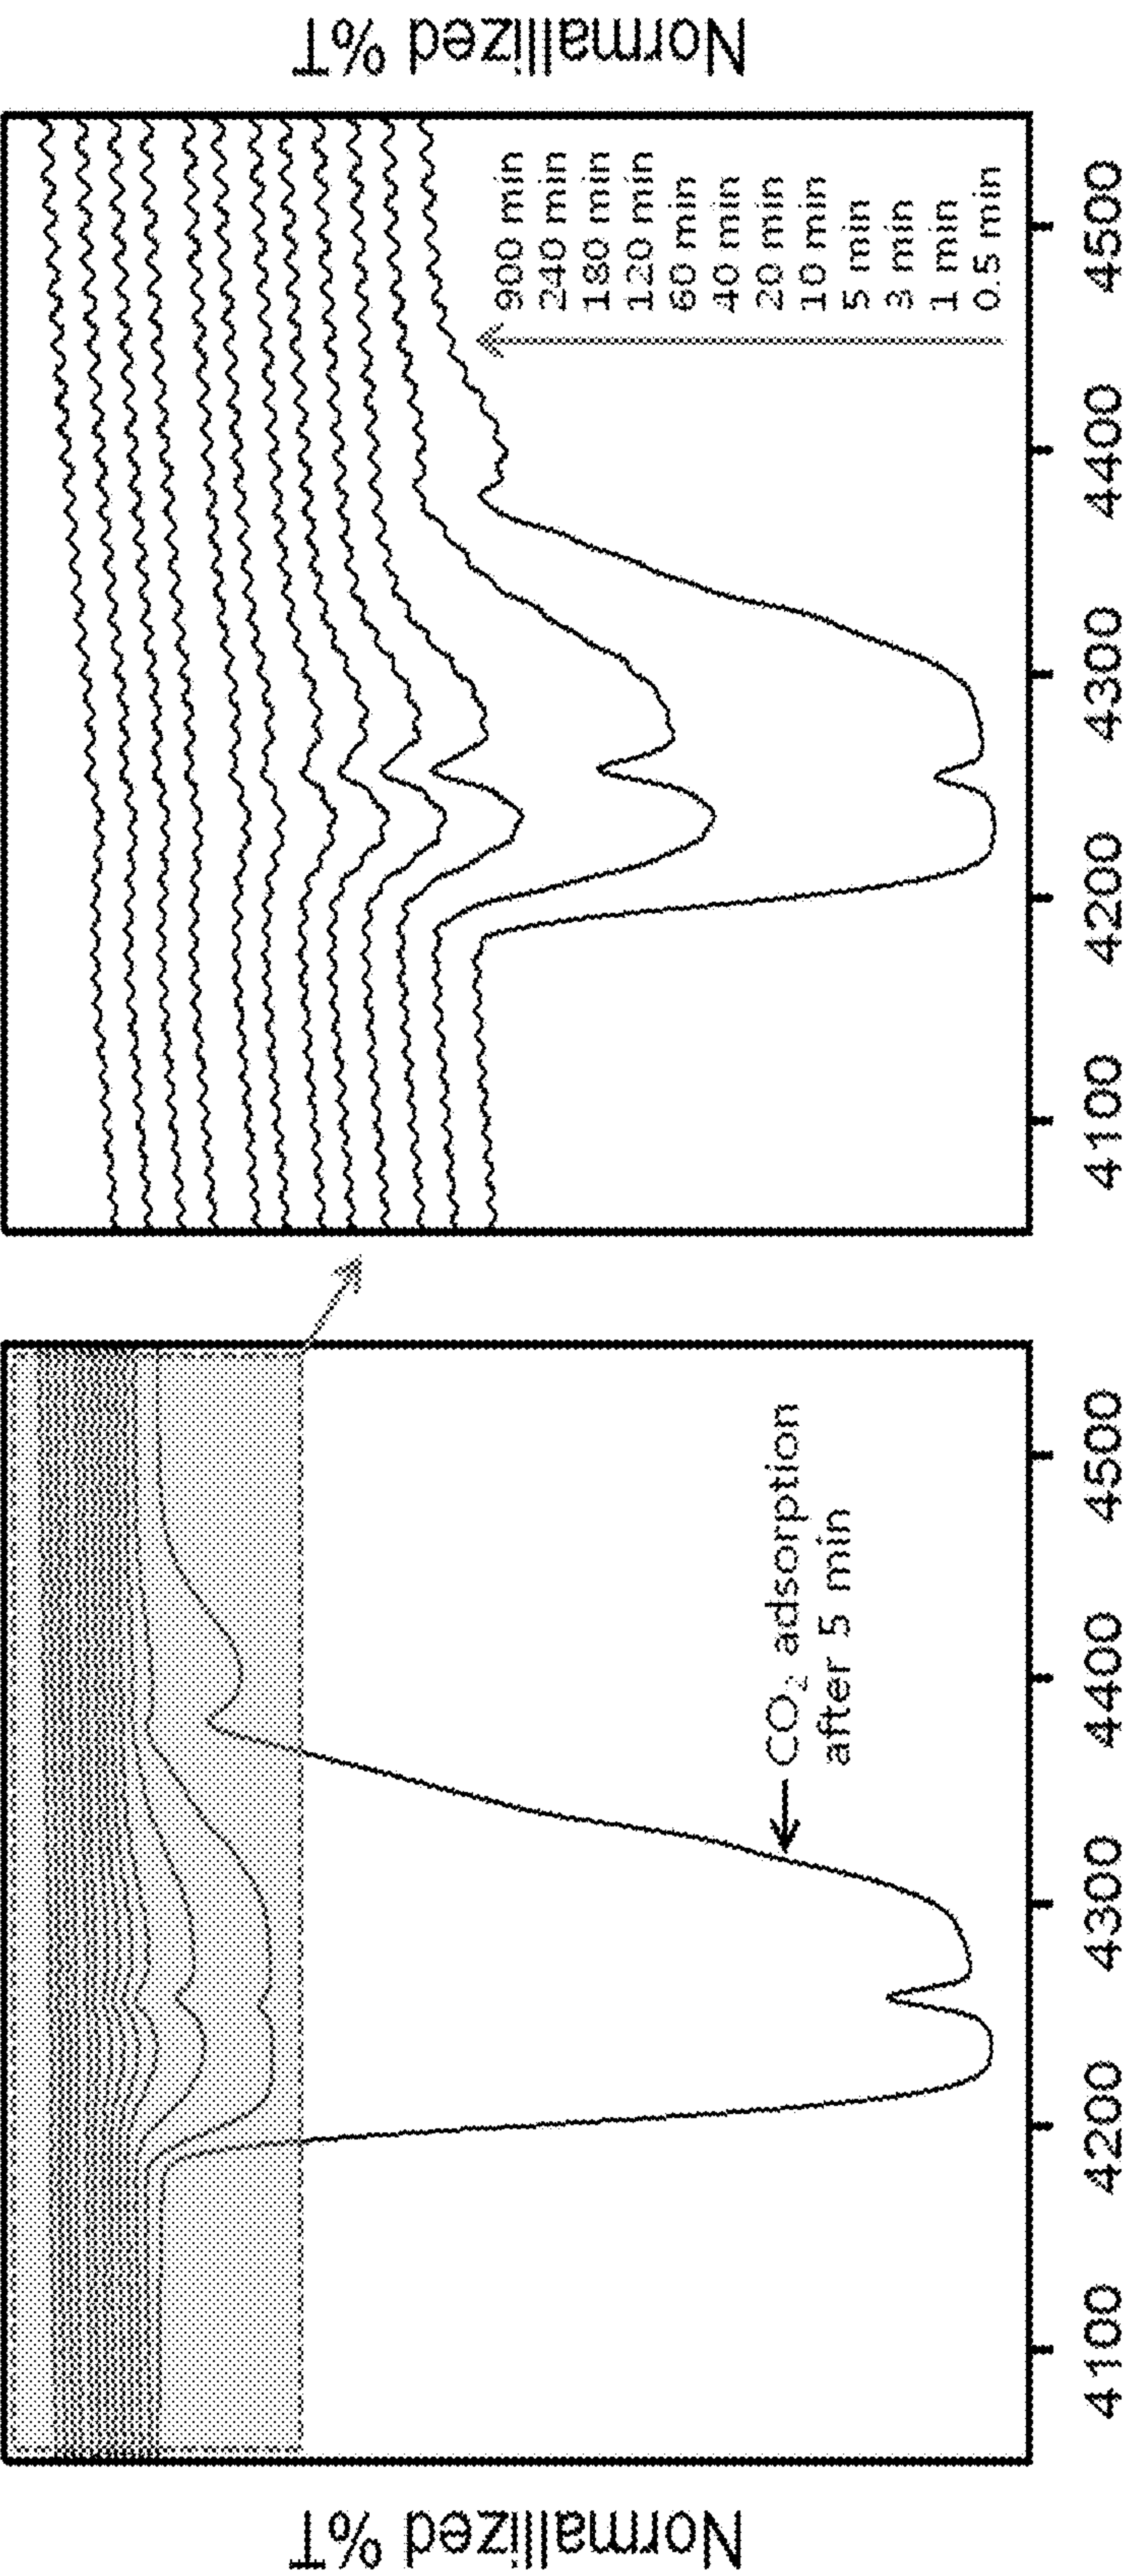 Normallized %T
CO2 adsorption
after 5 min
4100 4200 4300 4400 4500
Normallized %T
900 min
240 min
180 min
120 min
60 min
40 min
20 min
10 min
5 min
3 min
1 min
0.5 min
4100 4200 4300 4400 4500